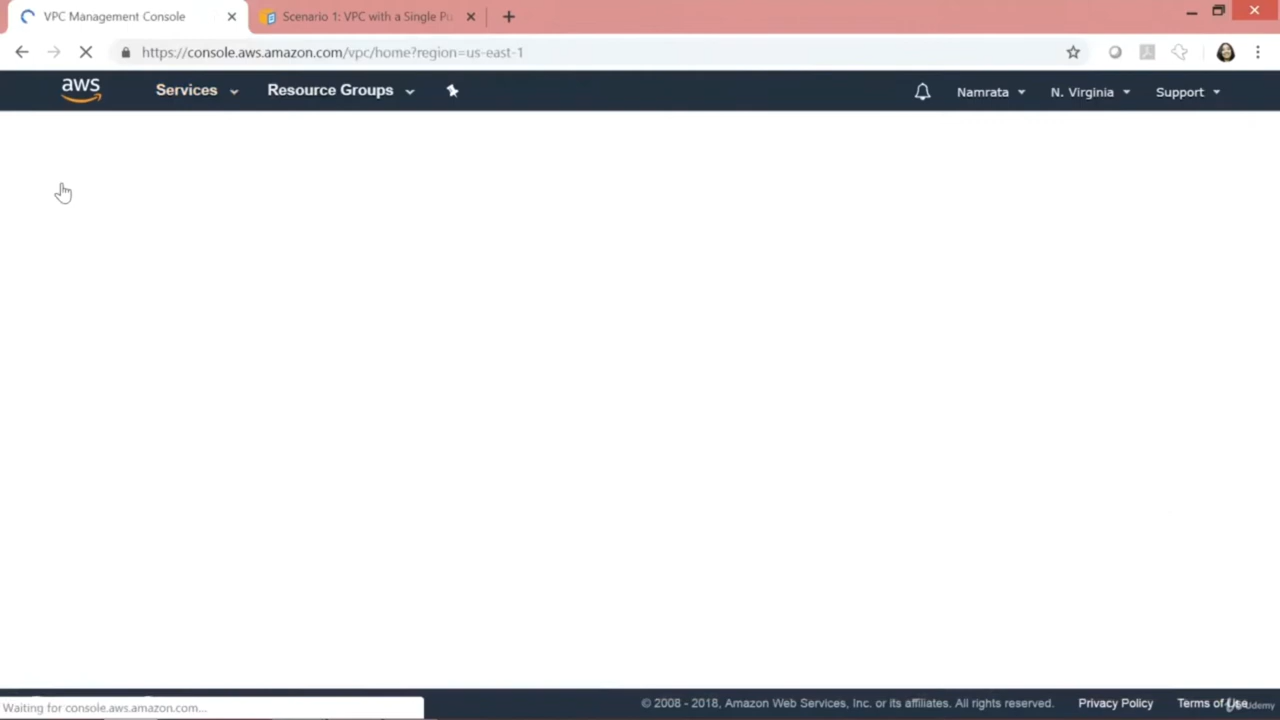 VPC Management Console
Scenario 1: VPC with a Single Pu
https://console.aws.amazon.com/vpc/home?region=us-east-1
aws
Services
Resource Groups
Namrata
N. Virginia
Support
Waiting for console.aws.amazon.com...
© 2008 - 2018, Amazon Web Services, Inc. or its affiliates. All rights reserved.
Privacy Policy
Terms of Use
Udemy